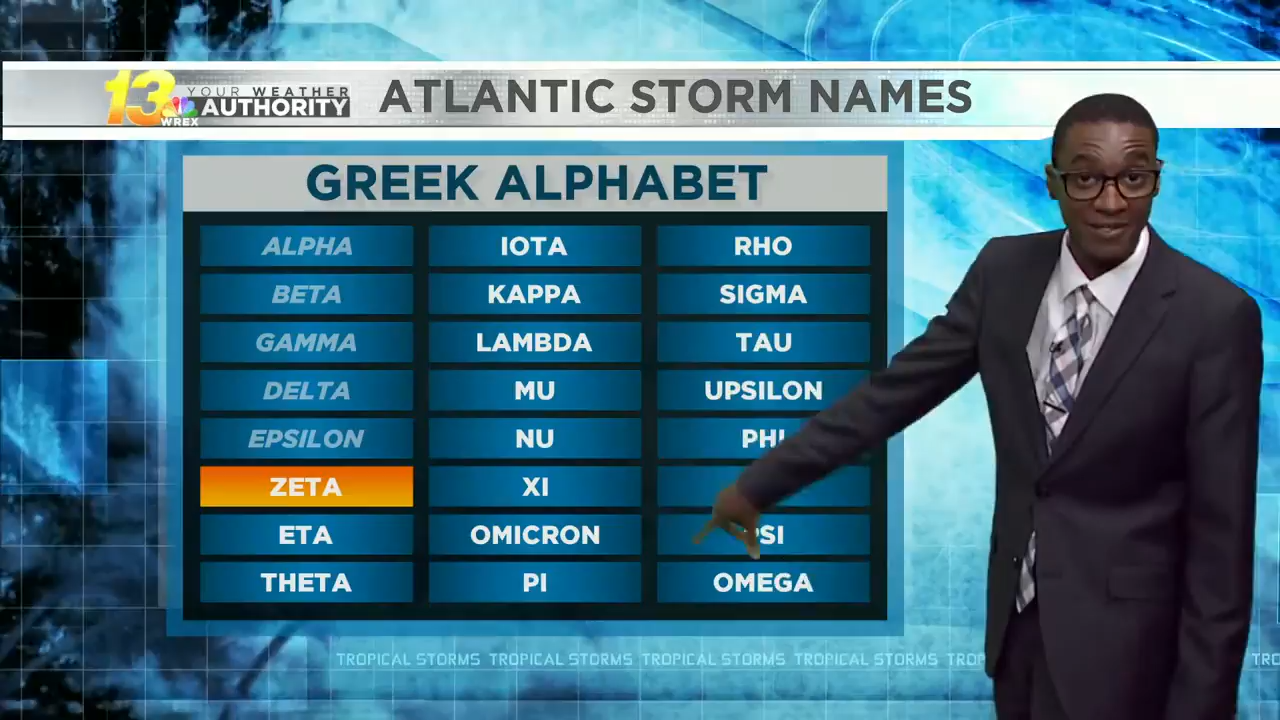 13 YOUR WEATHER AUTHORITY WREX
ATLANTIC STORM NAMES
GREEK ALPHABET
ALPHA IOTA RHO
BETA KAPPA SIGMA
GAMMA LAMBDA TAU
DELTA MU UPSILON
EPSILON NU PHI
ZETA XI
ETA OMICRON PSI
THETA PI OMEGA
TROPICAL STORMS TROPICAL STORMS TROPICAL STORMS TROPICAL STORMS